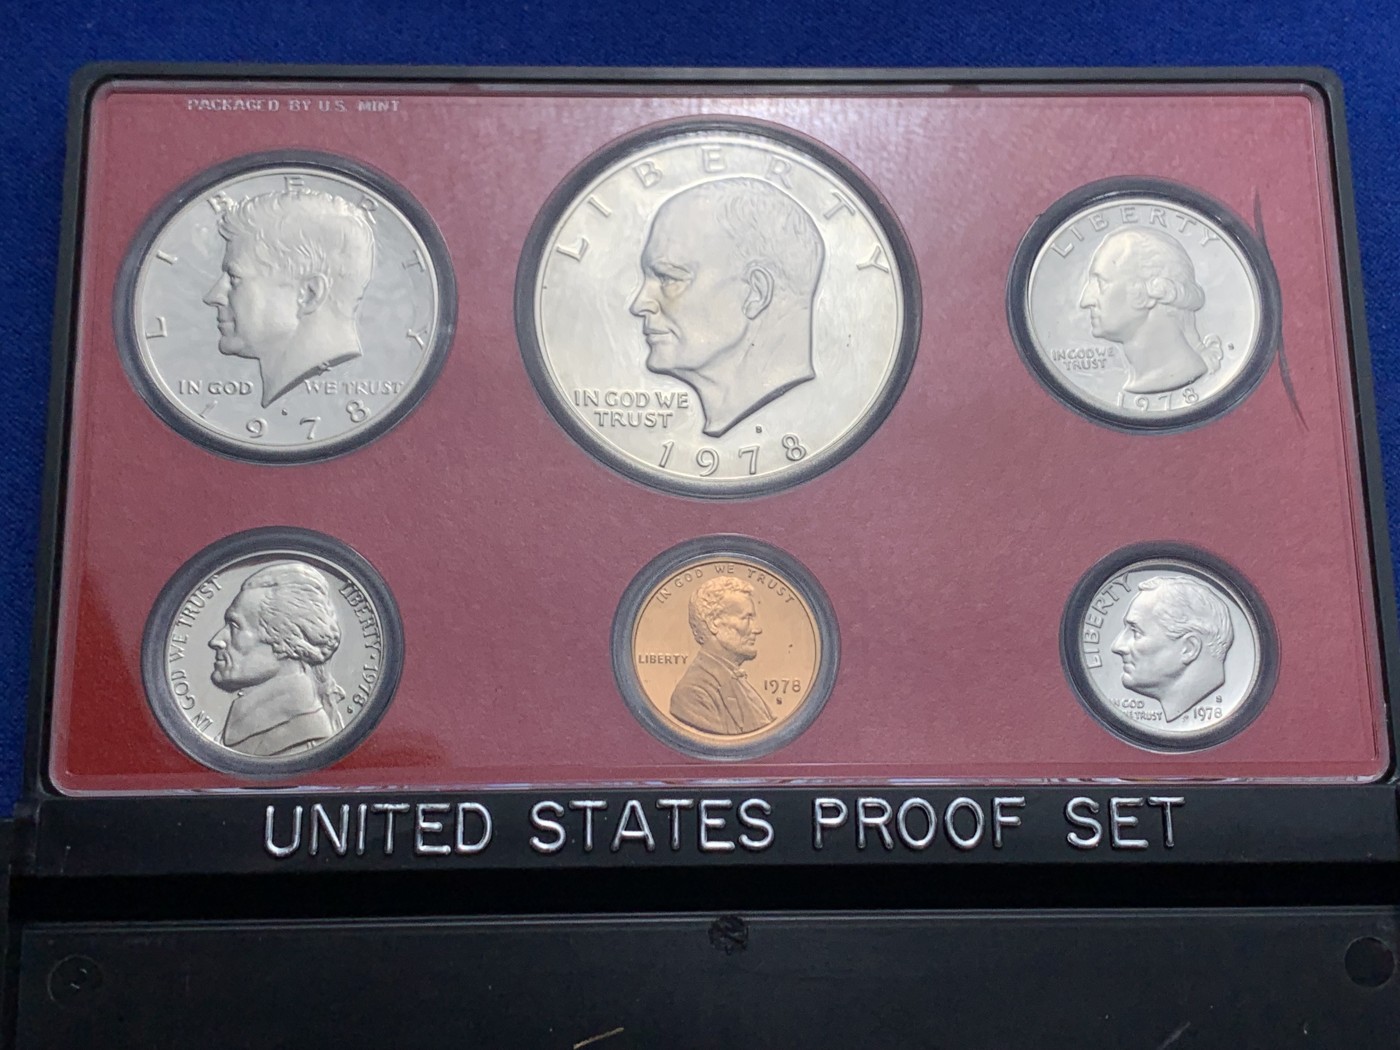 PACKAGED BY U.S. MINT
LIBERTY
IN GOD WE TRUST
1978
LIBERTY
IN GOD WE
TRUST
S
1978
LIBERTY
IN GOD WE
TRUST
S
1978
IN GOD WE TRUST
LIBERTY · 1978
S
IN GOD WE TRUST
LIBERTY
1978
S
LIBERTY
IN GOD
WE TRUST
S
1978
UNITED STATES PROOF SET